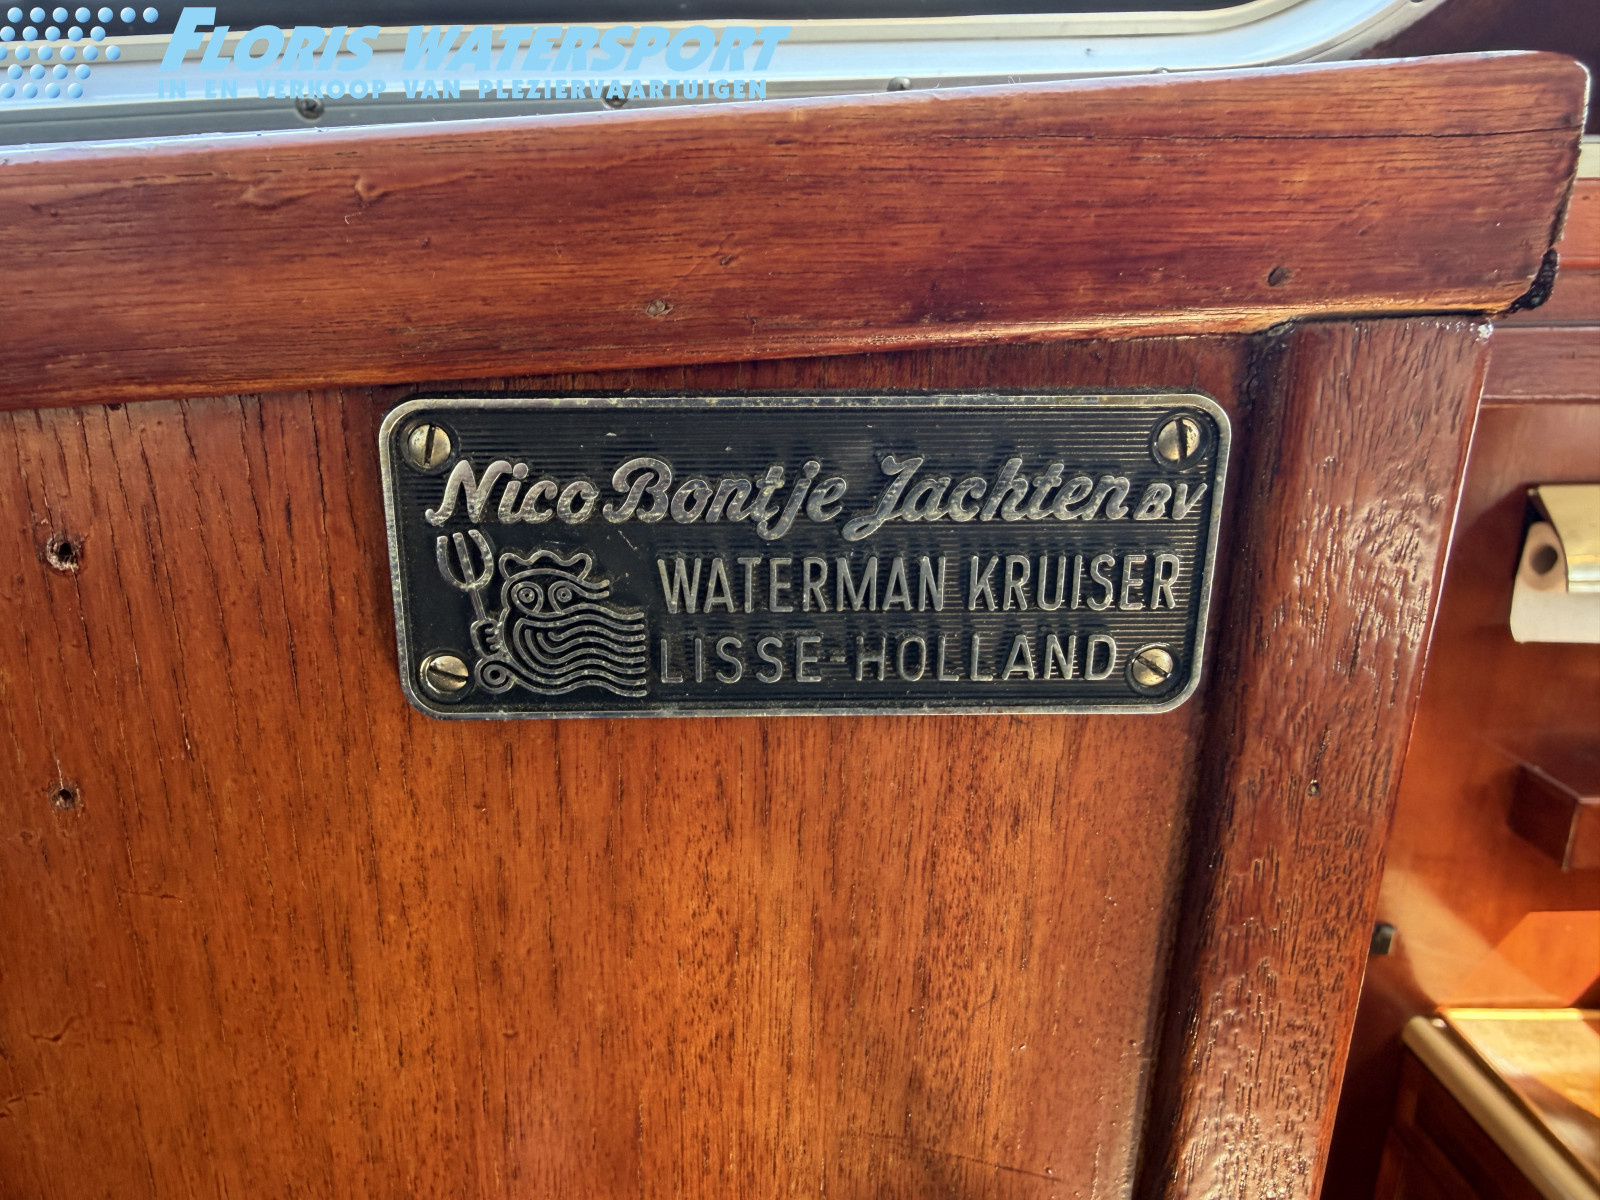 FLORIS WATERSPORT
IN EN VERKOOP VAN PLEZIERVAARTUIGEN
Nico Bontje Jachten BV
WATERMAN KRUISER
LISSE-HOLLAND